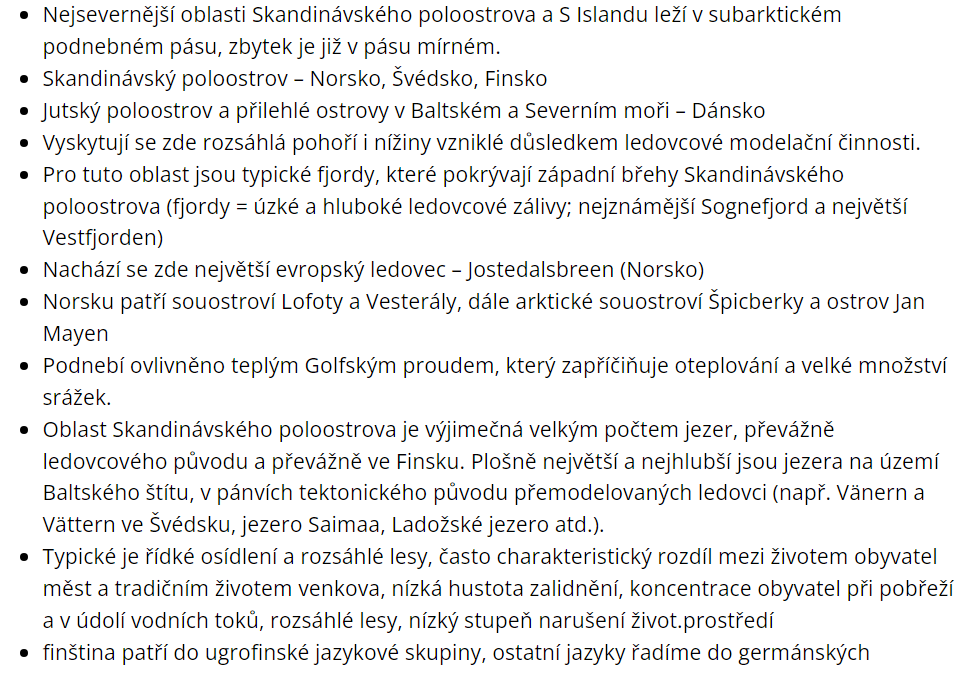 • Nejsevernější oblasti Skandinávského poloostrova a S Islandu leží v subarktickém
podnebném pásu, zbytek je již v pásu mírném.
• Skandinávský poloostrov – Norsko, Švédsko, Finsko
• Jutský poloostrov a přilehlé ostrovy v Baltském a Severním moři – Dánsko
• Vyskytují se zde rozsáhlá pohoří i nížiny vzniklé důsledkem ledovcové modelační činnosti.
• Pro tuto oblast jsou typické fjordy, které pokrývají západní břehy Skandinávského
poloostrova (fjordy = úzké a hluboké ledovcové zálivy; nejznámější Sognefjord a největší
Vestfjorden)
• Nachází se zde největší evropský ledovec – Jostedalsbreen (Norsko)
• Norsku patří souostroví Lofoty a Vesterály, dále arktické souostroví Špicberky a ostrov Jan
Mayen
• Podnebí ovlivněno teplým Golfským proudem, který zapříčiňuje oteplování a velké množství
srážek.
• Oblast Skandinávského poloostrova je výjimečná velkým počtem jezer, převážně
ledovcového původu a převážně ve Finsku. Plošně největší a nejhlubší jsou jezera na území
Baltského štítu, v pánvích tektonického původu přemodelovaných ledovci (např. Vänern a
Vättern ve Švédsku, jezero Saimaa, Ladožské jezero atd.).
• Typické je řídké osídlení a rozsáhlé lesy, často charakteristický rozdíl mezi životem obyvatel
měst a tradičním životem venkova, nízká hustota zalidnění, koncentrace obyvatel při pobřeží
a v údolí vodních toků, rozsáhlé lesy, nízký stupeň narušení život.prostředí
• finština patří do ugrofinské jazykové skupiny, ostatní jazyky řadíme do germánských